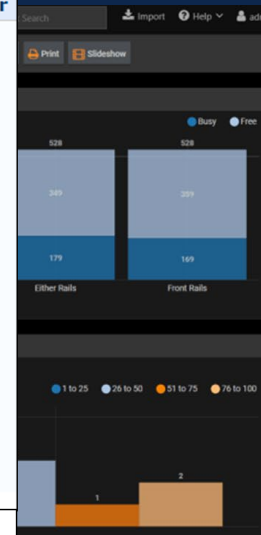 r
Search Import Help adm
Print Slideshow
Busy Free
528 528
349 359
179 169
Either Rails Front Rails
1 to 25 26 to 50 51 to 75 76 to 100
2
1